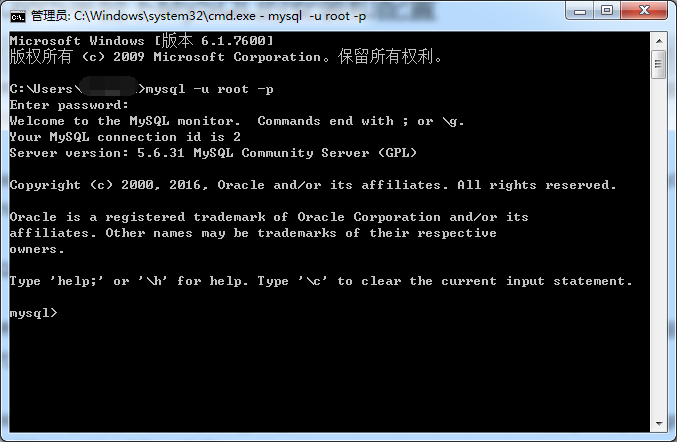 管理员: C:\Windows\system32\cmd.exe - mysql -u root -p
Microsoft Windows [版本 6.1.7600]
版权所有 (c) 2009 Microsoft Corporation。保留所有权利。
C:\Users\ >mysql -u root -p
Enter password:
Welcome to the MySQL monitor.  Commands end with ; or \g.
Your MySQL connection id is 2
Server version: 5.6.31 MySQL Community Server (GPL)
Copyright (c) 2000, 2016, Oracle and/or its affiliates. All rights reserved.
Oracle is a registered trademark of Oracle Corporation and/or its
affiliates. Other names may be trademarks of their respective
owners.
Type 'help;' or '\h' for help. Type '\c' to clear the current input statement.
mysql>